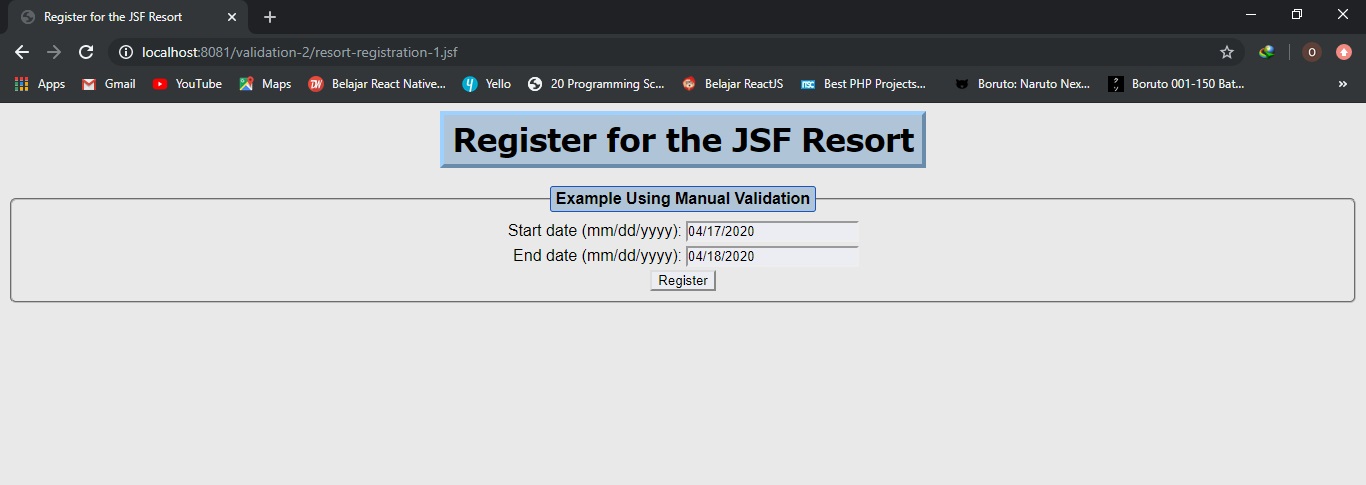 Register for the JSF Resort
localhost:8081/validation-2/resort-registration-1.jsf
O
Apps Gmail YouTube Maps Belajar React Native... Yello 20 Programming Sc... Belajar ReactJS Best PHP Projects... Boruto: Naruto Nex... Boruto 001-150 Bat... »
Register for the JSF Resort
Example Using Manual Validation
Start date (mm/dd/yyyy): 04/17/2020
End date (mm/dd/yyyy): 04/18/2020
Register